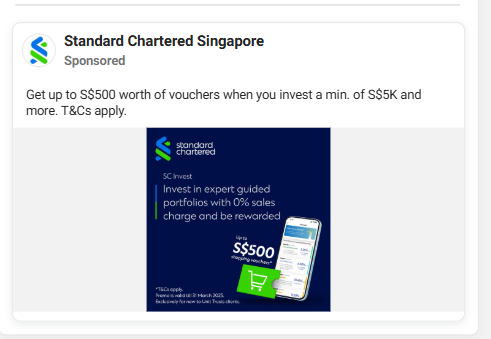 Standard Chartered Singapore
Sponsored
Get up to S$500 worth of vouchers when you invest a min. of S$5K and
more. T&Cs apply.
standard
chartered
SC Invest
Invest in expert guided
portfolios with 0% sales
charge and be rewarded
Up to
S$500
shopping vouchers*
*T&Cs apply.
Promo is valid till 31 March 2025.
Exclusively for new to Unit Trusts clients.